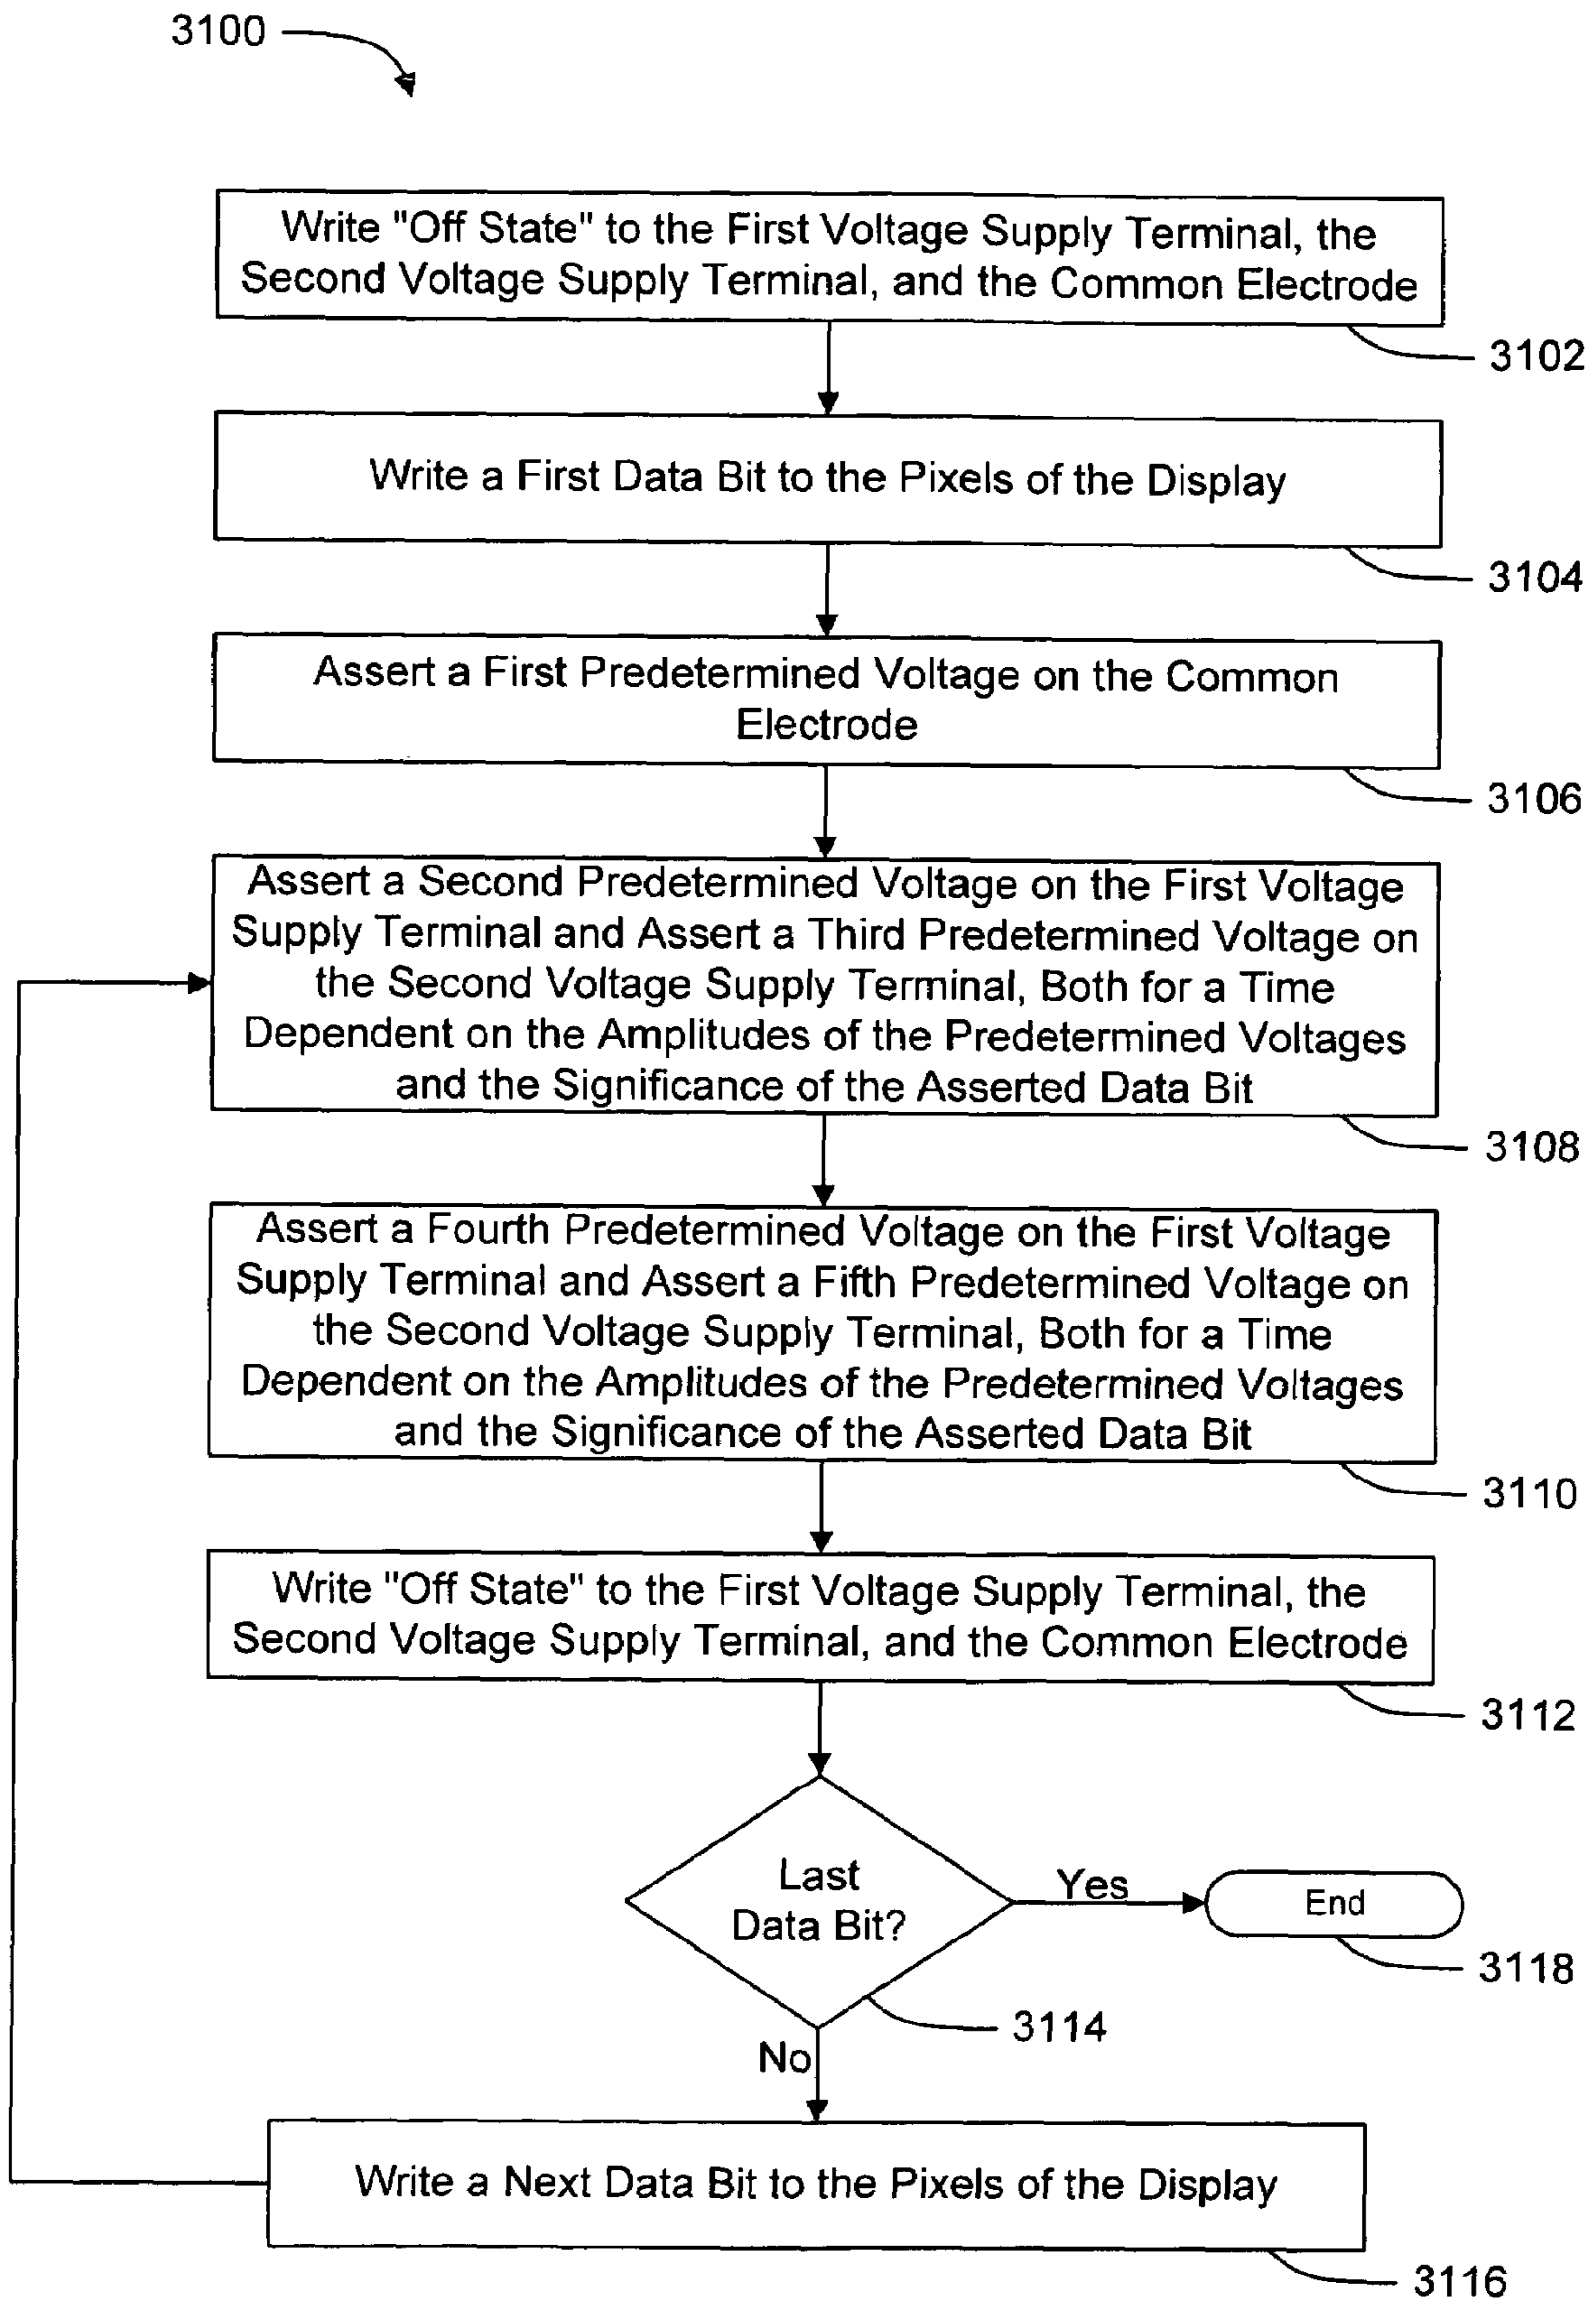 3100
Write "Off State" to the First Voltage Supply Terminal, the
Second Voltage Supply Terminal, and the Common Electrode
3102
Write a First Data Bit to the Pixels of the Display
3104
Assert a First Predetermined Voltage on the Common
Electrode
3106
Assert a Second Predetermined Voltage on the First Voltage
Supply Terminal and Assert a Third Predetermined Voltage on
the Second Voltage Supply Terminal, Both for a Time
Dependent on the Amplitudes of the Predetermined Voltages
and the Significance of the Asserted Data Bit
3108
Assert a Fourth Predetermined Voltage on the First Voltage
Supply Terminal and Assert a Fifth Predetermined Voltage on
the Second Voltage Supply Terminal, Both for a Time
Dependent on the Amplitudes of the Predetermined Voltages
and the Significance of the Asserted Data Bit
3110
Write "Off State" to the First Voltage Supply Terminal, the
Second Voltage Supply Terminal, and the Common Electrode
3112
Last
Data Bit?
Yes
End
3118
3114
No
Write a Next Data Bit to the Pixels of the Display
3116